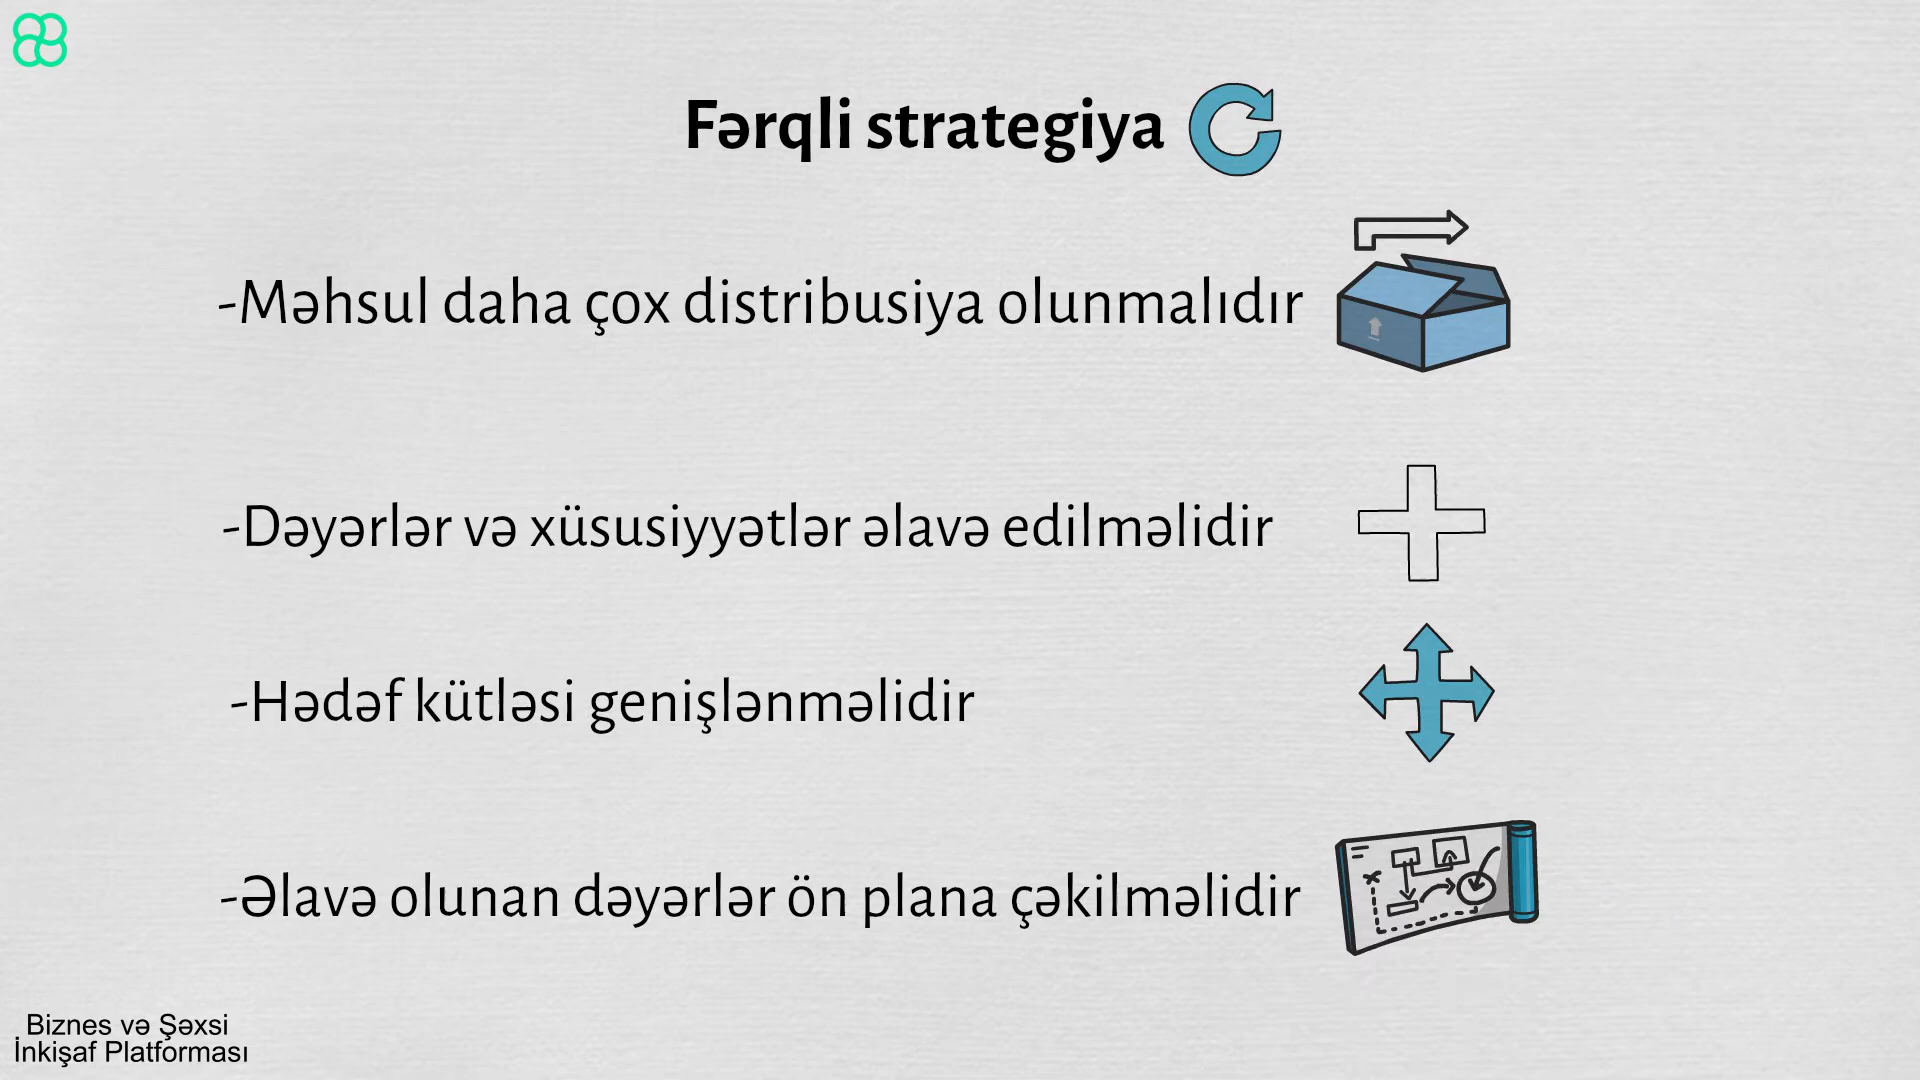 Fərqli strategiya
-Məhsul daha çox distribusiya olunmalıdır
-Dəyərlər və xüsusiyyətlər əlavə edilməlidir
-Hədəf kütləsi genişlənməlidir
-Əlavə olunan dəyərlər ön plana çəkilməlidir
Biznes və Şəxsi
İnkişaf Platforması